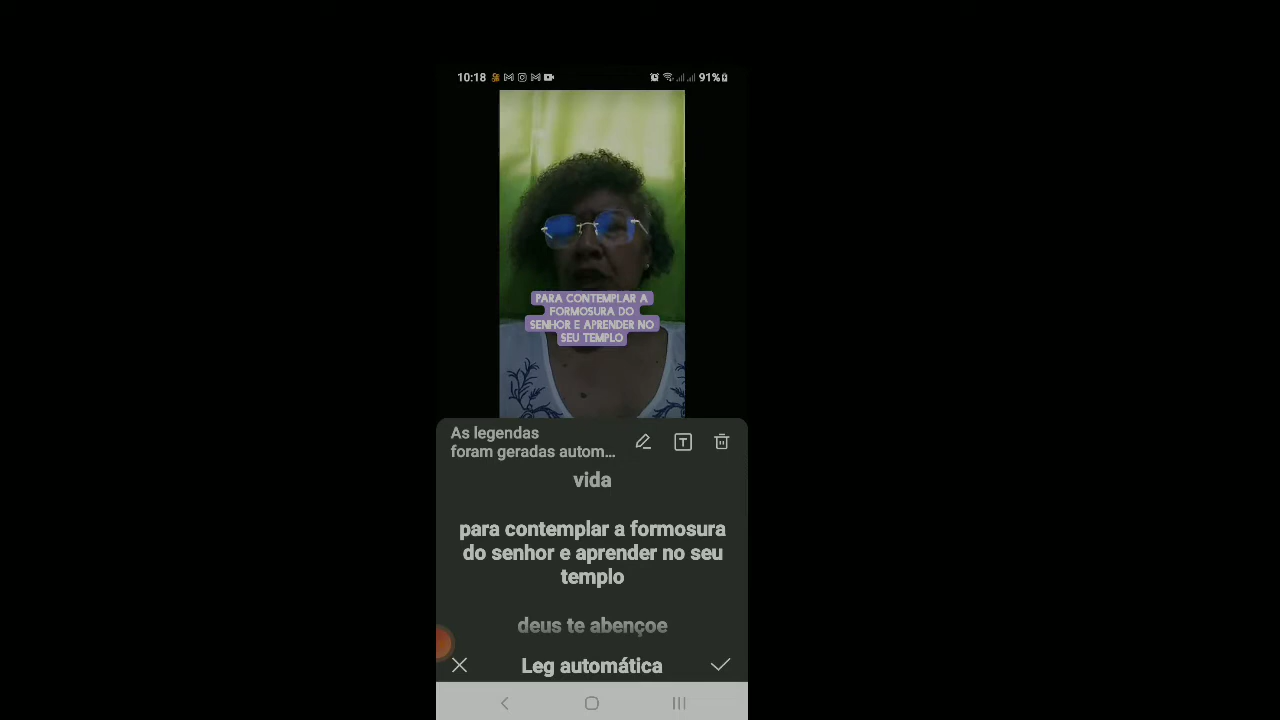 10:18
91%
PARA CONTEMPLAR A
FORMOSURA DO
SENHOR E APRENDER NO
SEU TEMPLO
As legendas
foram geradas autom...
T
vida
para contemplar a formosura
do senhor e aprender no seu
templo
deus te abençoe
Leg automática